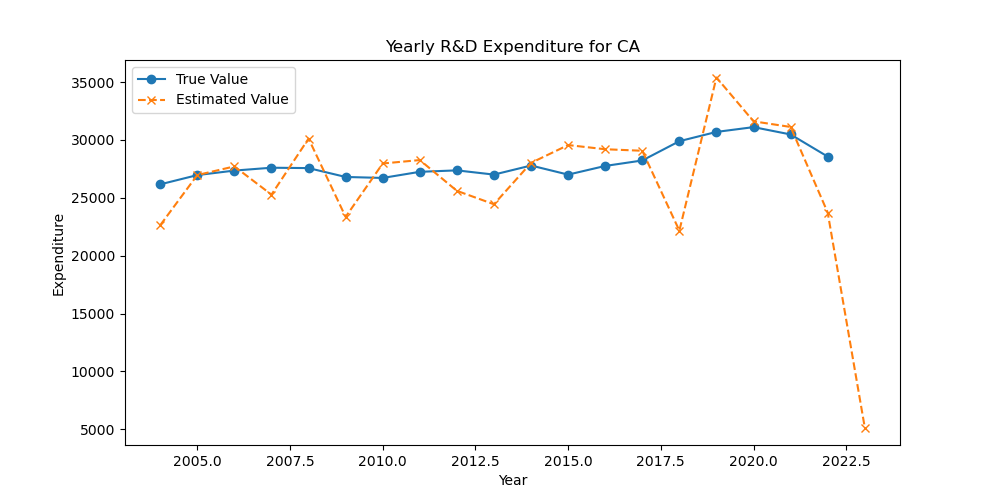 Yearly R&D Expenditure for CA
True Value
Estimated Value
35000
30000
25000
20000
15000
10000
5000
Expenditure
2005.0 2007.5 2010.0 2012.5 2015.0 2017.5 2020.0 2022.5
Year